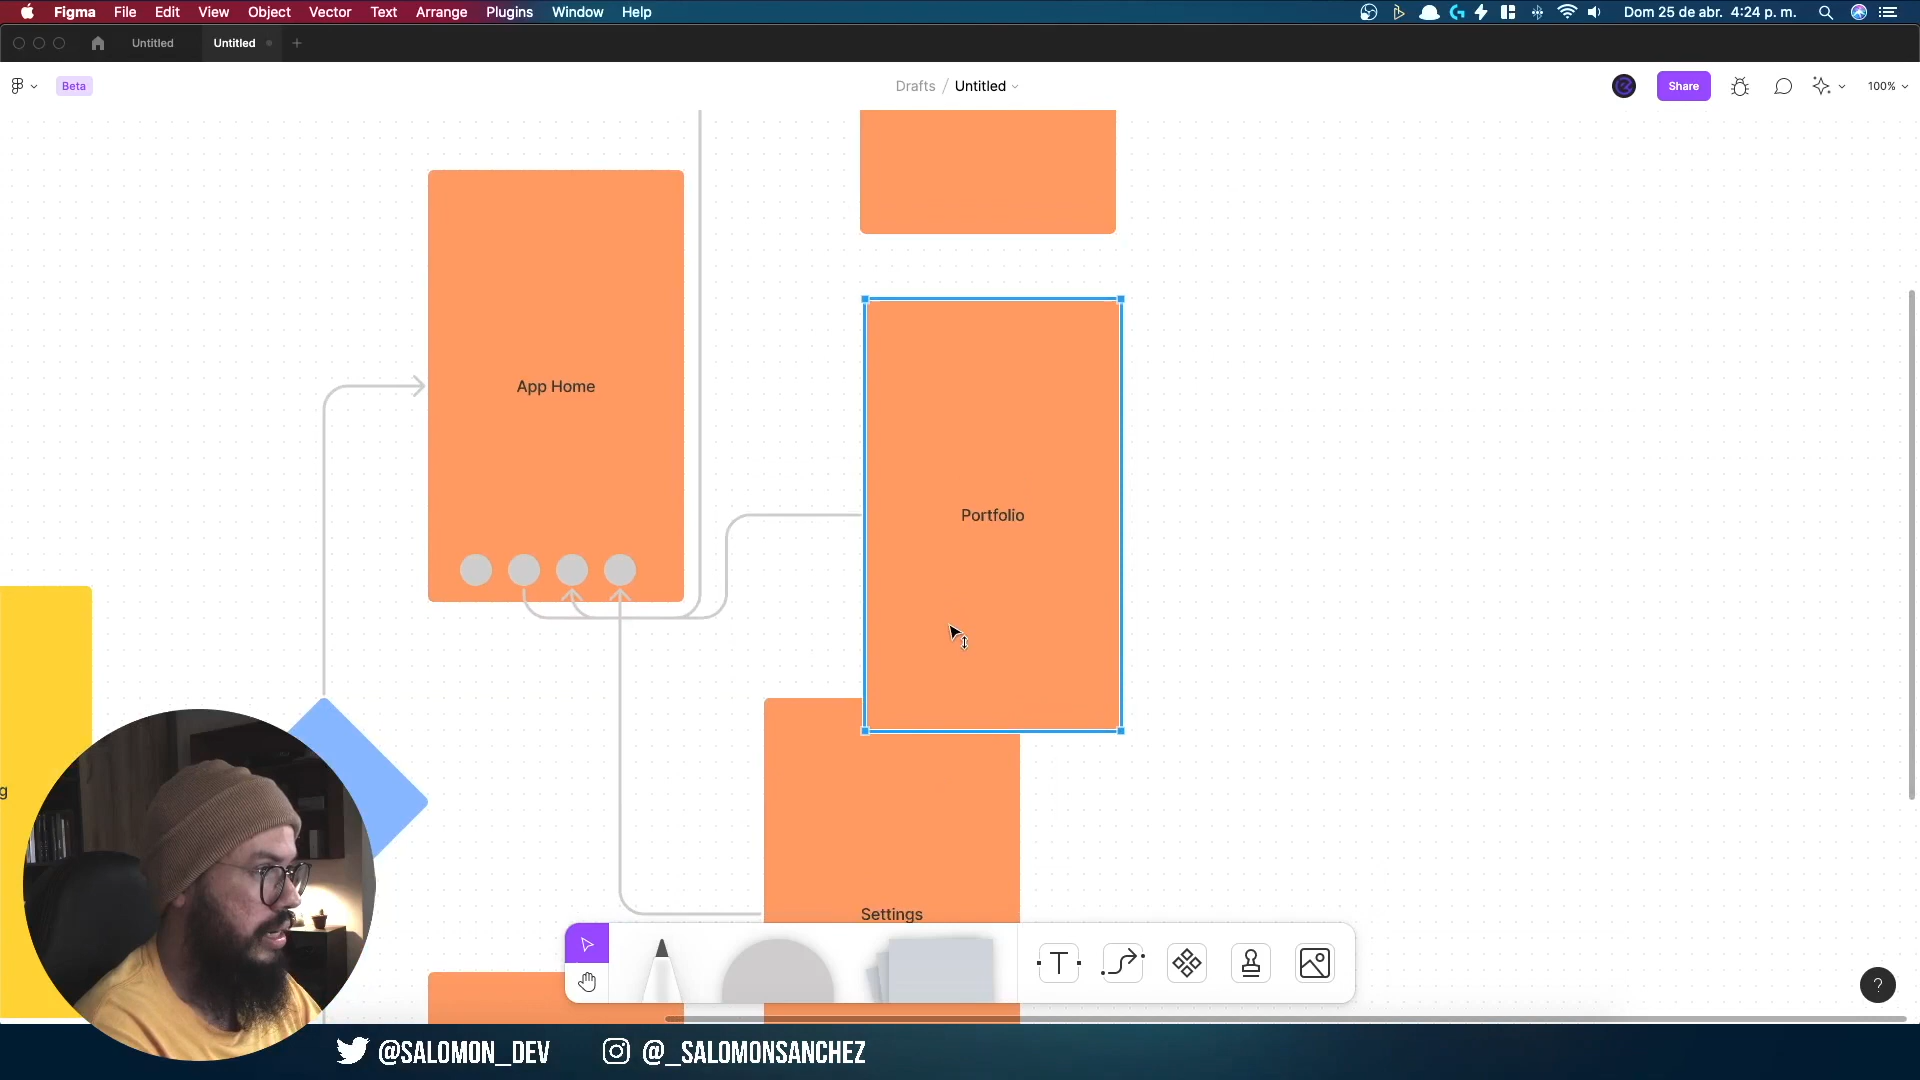 Figma File Edit View Object Vector Text Arrange Plugins Window Help
Dom 25 de abr. 4:24 p. m.
Untitled
Untitled
Beta
Drafts / Untitled
Share
100%
App Home
Portfolio
g
Settings
T
?
@SALOMON_DEV
@_SALOMONSANCHEZ